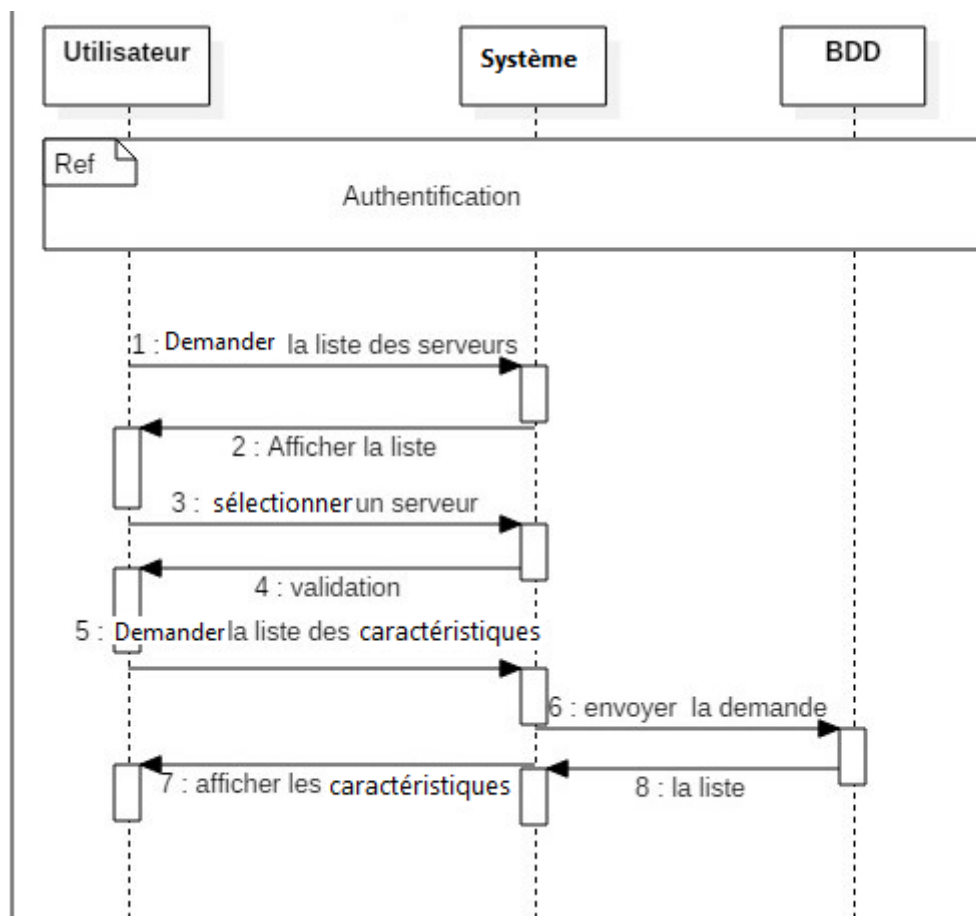 Utilisateur
Système
BDD
Ref
Authentification
1 : Demander la liste des serveurs
2 : Afficher la liste
3 : sélectionner un serveur
4 : validation
5 : Demander la liste des caractéristiques
6 : envoyer la demande
7 : afficher les caractéristiques
8 : la liste